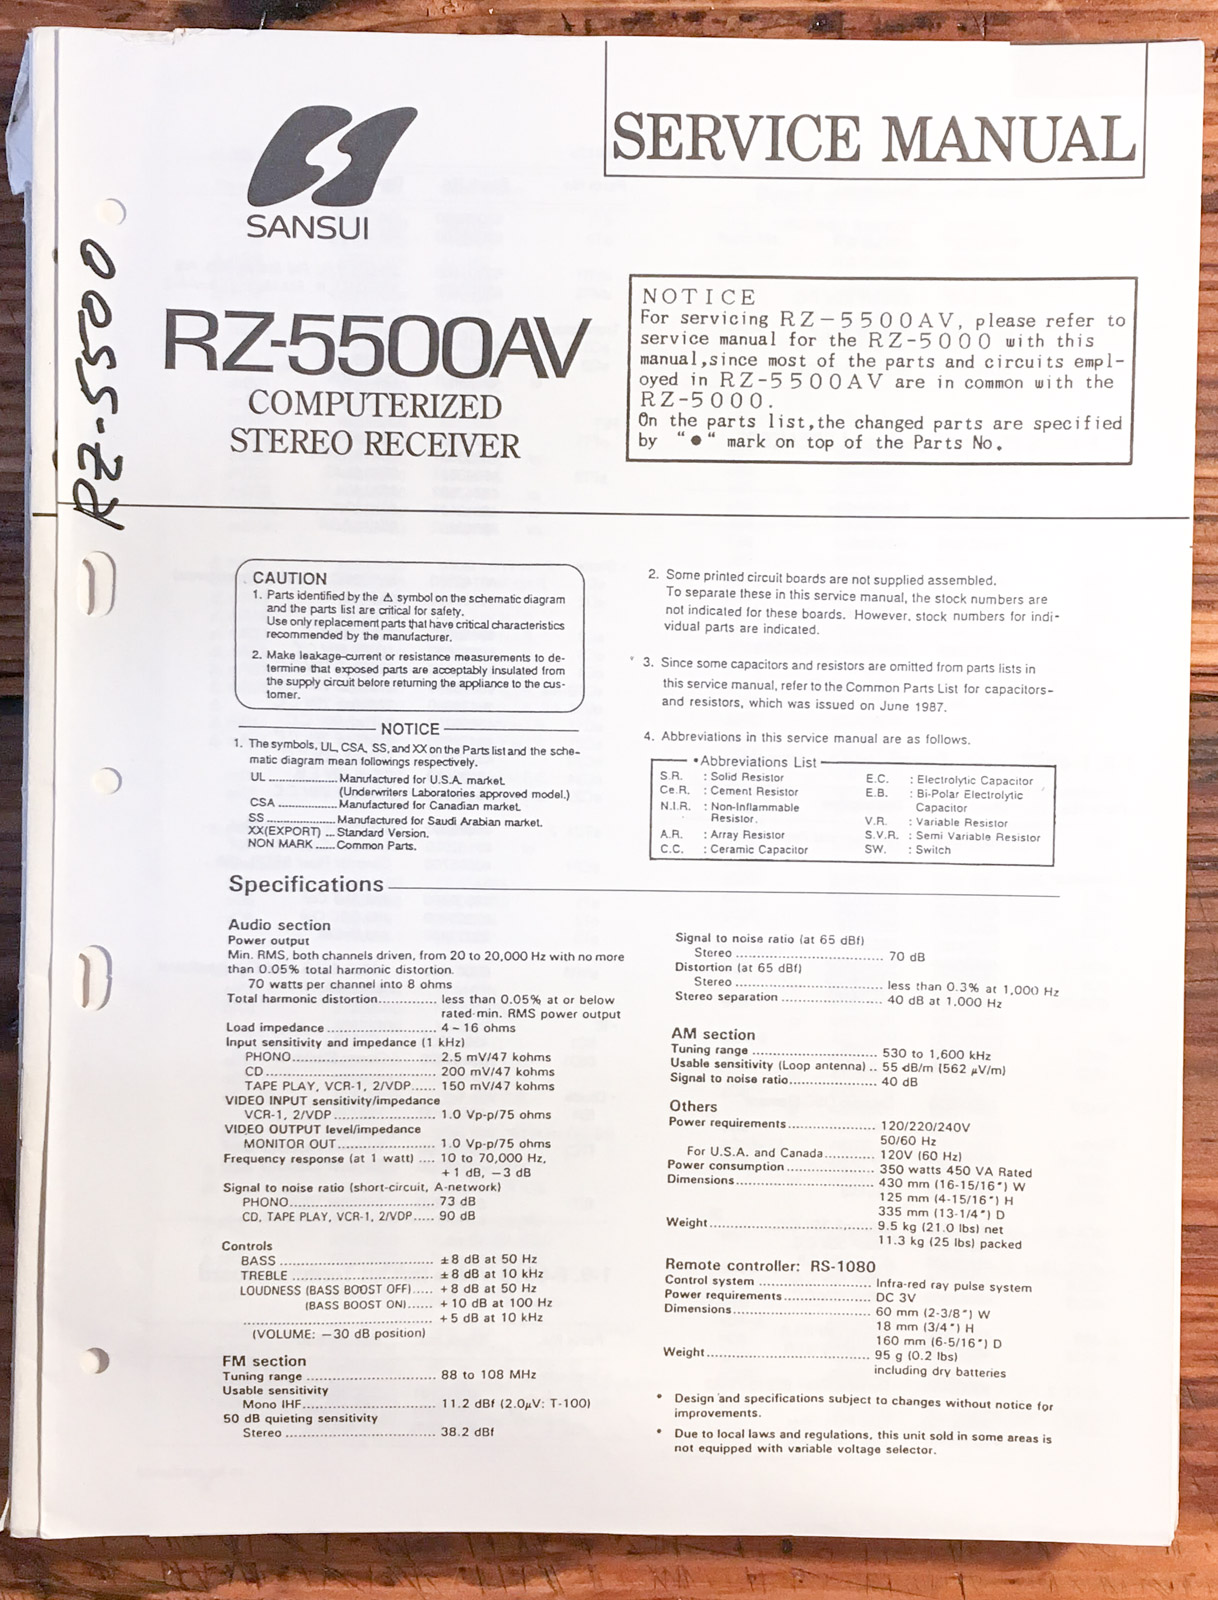 SERVICE MANUAL
SANSUI
RZ-5500
RZ-5500AV
COMPUTERIZED
STEREO RECEIVER
NOTICE
For servicing RZ-5500AV, please refer to
service manual for the RZ-5000 with this
manual,since most of the parts and circuits empl-
oyed in RZ-5500AV are in common with the
RZ-5000.
On the parts list,the changed parts are specified
by “●“ mark on top of the Parts No.
CAUTION
1. Parts identified by the ⚠ symbol on the schematic diagram
and the parts list are critical for safety.
Use only replacement parts that have critical characteristics
recommended by the manufacturer.
2. Make leakage-current or resistance measurements to de-
termine that exposed parts are acceptably insulated from
the supply circuit before returning the appliance to the cus-
tomer.
NOTICE
1. The symbols, UL, CSA, SS, and XX on the Parts list and the sche-
matic diagram mean followings respectively.
UL ..................... Manufactured for U.S.A. market.
(Underwriters Laboratories approved model.)
CSA .................. Manufactured for Canadian market.
SS ..................... Manufactured for Saudi Arabian market.
XX(EXPORT) ... Standard Version.
NON MARK ...... Common Parts.
2. Some printed circuit boards are not supplied assembled.
To separate these in this service manual, the stock numbers are
not indicated for these boards. However, stock numbers for indi-
vidual parts are indicated.
3. Since some capacitors and resistors are omitted from parts lists in
this service manual, refer to the Common Parts List for capacitors-
and resistors, which was issued on June 1987.
4. Abbreviations in this service manual are as follows.
•Abbreviations List
S.R. : Solid Resistor
Ce.R. : Cement Resistor
N.I.R. : Non-Inflammable
Resistor.
A.R. : Array Resistor
C.C. : Ceramic Capacitor
E.C. : Electrolytic Capacitor
E.B. : Bi-Polar Electrolytic
Capacitor
V.R. : Variable Resistor
S.V.R. : Semi Variable Resistor
SW. : Switch
Specifications
Audio section
Power output
Min. RMS, both channels driven, from 20 to 20,000 Hz with no more
than 0.05% total harmonic distortion.
70 watts per channel into 8 ohms
Total harmonic distortion............. less than 0.05% at or below
rated min. RMS power output
Load impedance ........................ 4 ~ 16 ohms
Input sensitivity and impedance (1 kHz)
PHONO................................. 2.5 mV/47 kohms
CD....................................... 200 mV/47 kohms
TAPE PLAY, VCR-1, 2/VDP...... 150 mV/47 kohms
VIDEO INPUT sensitivity/impedance
VCR-1, 2/VDP....................... 1.0 Vp-p/75 ohms
VIDEO OUTPUT level/impedance
MONITOR OUT...................... 1.0 Vp-p/75 ohms
Frequency response (at 1 watt) .... 10 to 70,000 Hz,
+1 dB, −3 dB
Signal to noise ratio (short-circuit, A-network)
PHONO................................. 73 dB
CD, TAPE PLAY, VCR-1, 2/VDP..... 90 dB
Controls
BASS .................................... ±8 dB at 50 Hz
TREBLE ................................ ±8 dB at 10 kHz
LOUDNESS (BASS BOOST OFF)..... +8 dB at 50 Hz
(BASS BOOST ON)...... +10 dB at 100 Hz
.......................................... +5 dB at 10 kHz
(VOLUME: −30 dB position)
FM section
Tuning range ............................. 88 to 108 MHz
Usable sensitivity
Mono IHF.............................. 11.2 dBf (2.0μV: T-100)
50 dB quieting sensitivity
Stereo .................................. 38.2 dBf
Signal to noise ratio (at 65 dBf)
Stereo .................................. 70 dB
Distortion (at 65 dBf)
Stereo .................................. less than 0.3% at 1,000 Hz
Stereo separation ....................... 40 dB at 1,000 Hz
AM section
Tuning range ............................. 530 to 1,600 kHz
Usable sensitivity (Loop antenna) .. 55 dB/m (562 μV/m)
Signal to noise ratio.................... 40 dB
Others
Power requirements.................... 120/220/240V
50/60 Hz
For U.S.A. and Canada............ 120V (60 Hz)
Power consumption .................... 350 watts 450 VA Rated
Dimensions................................ 430 mm (16-15/16") W
125 mm (4-15/16") H
335 mm (13-1/4") D
Weight...................................... 9.5 kg (21.0 lbs) net
11.3 kg (25 lbs) packed
Remote controller: RS-1080
Control system .......................... Infra-red ray pulse system
Power requirements.................... DC 3V
Dimensions................................ 60 mm (2-3/8") W
18 mm (3/4") H
160 mm (6-5/16") D
Weight...................................... 95 g (0.2 lbs)
including dry batteries
• Design and specifications subject to changes without notice for
improvements.
• Due to local laws and regulations, this unit sold in some areas is
not equipped with variable voltage selector.